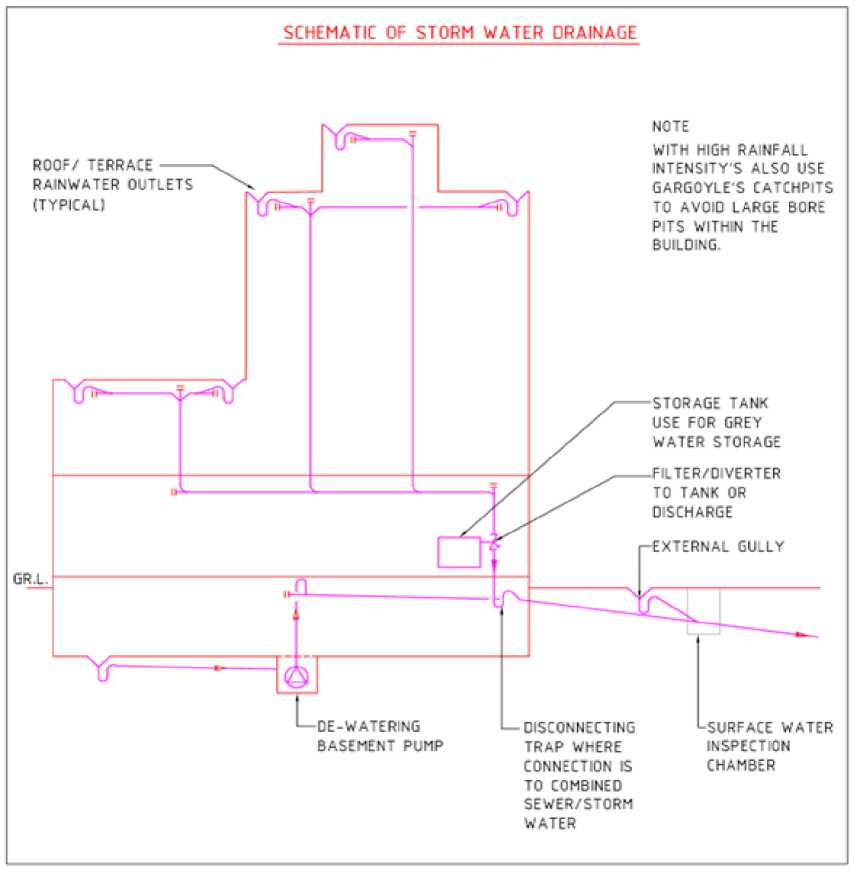 SCHEMATIC OF STORM WATER DRAINAGE
NOTE
WITH HIGH RAINFALL
INTENSITY'S ALSO USE
GARGOYLE'S CATCHPITS
TO AVOID LARGE BORE
PITS WITHIN THE
BUILDING.
ROOF/ TERRACE
RAINWATER OUTLETS
(TYPICAL)
STORAGE TANK
USE FOR GREY
WATER STORAGE
FILTER/DIVERTER
TO TANK OR
DISCHARGE
EXTERNAL GULLY
GR.L.
DE-WATERING
BASEMENT PUMP
DISCONNECTING
TRAP WHERE
CONNECTION IS
TO COMBINED
SEWER/STORM
WATER
SURFACE WATER
INSPECTION
CHAMBER